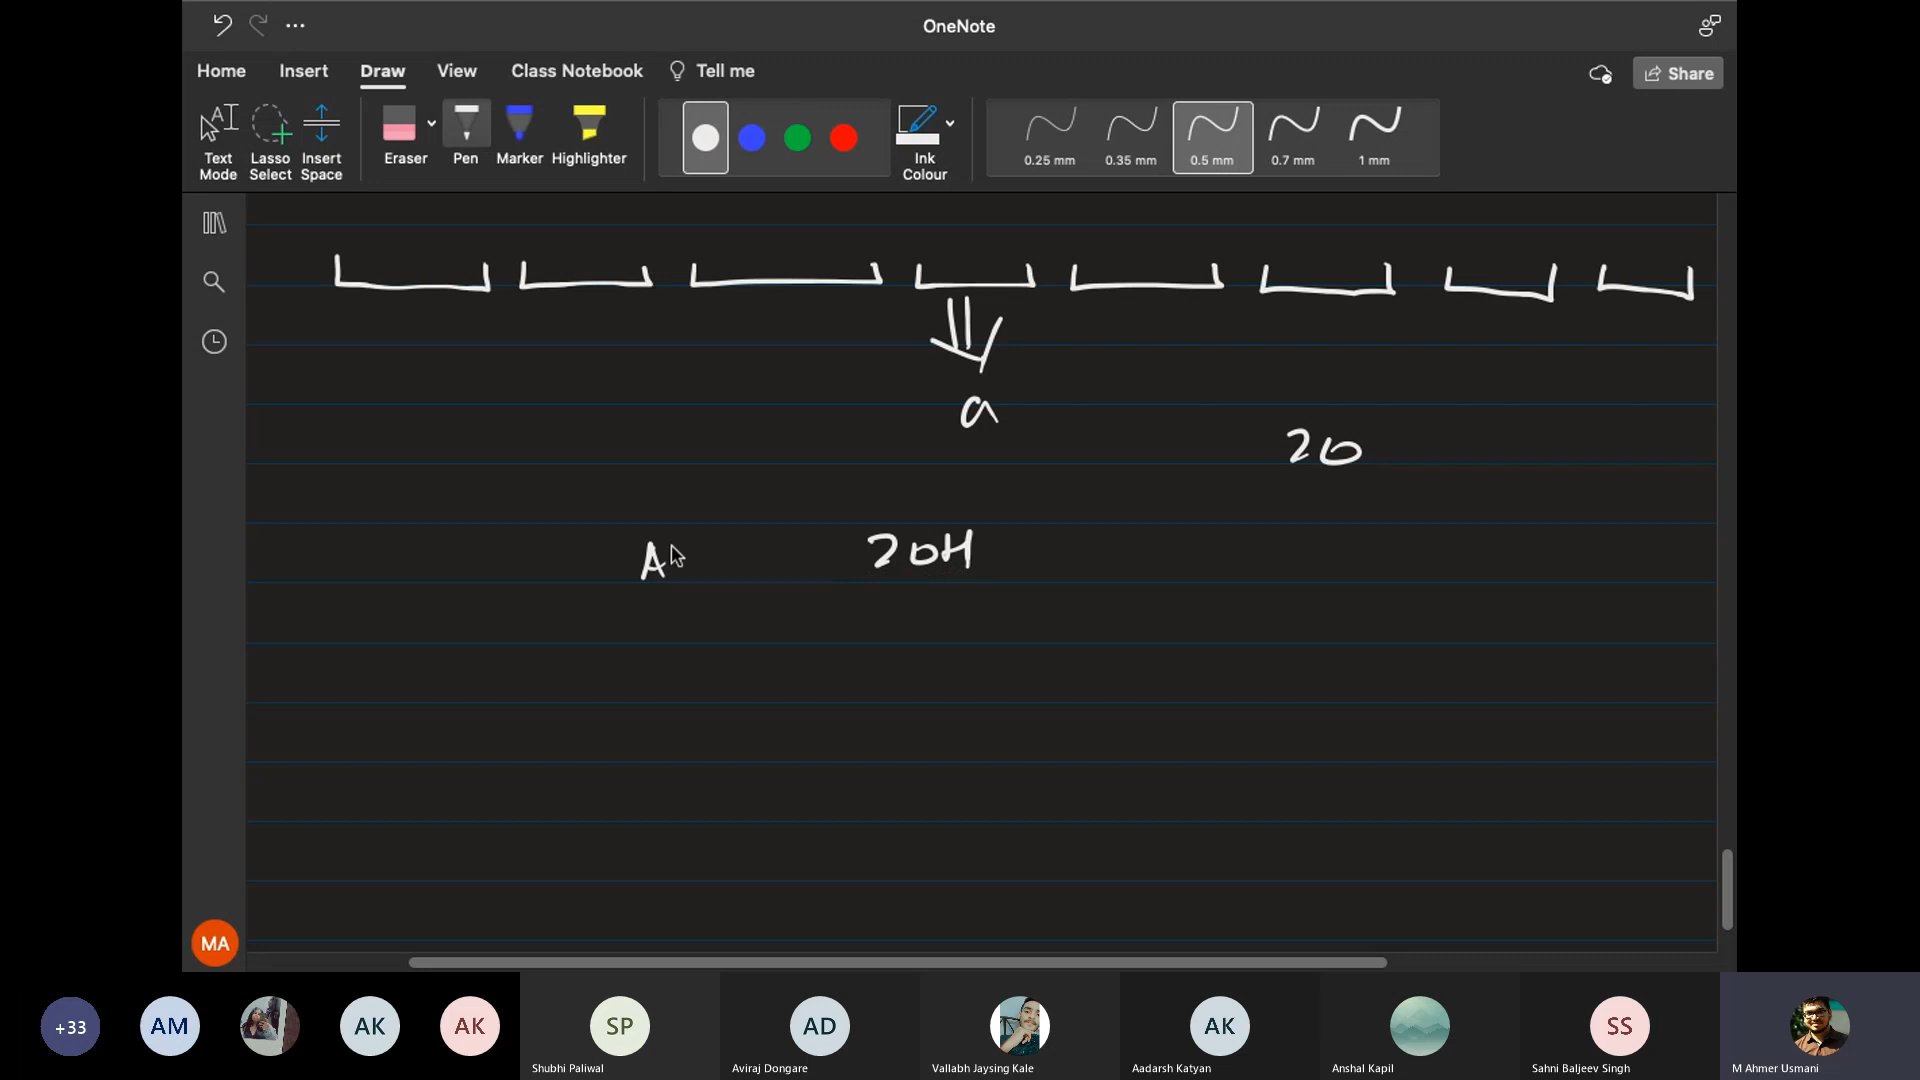 OneNote
Home Insert Draw View Class Notebook Tell me
Share
Text Mode
Lasso Select
Insert Space
Eraser
Pen
Marker
Highlighter
Ink Colour
0.25 mm
0.35 mm
0.5 mm
0.7 mm
1 mm
a
20
A
20H
MA
+33
AM
AK
AK
SP
Shubhi Paliwal
AD
Aviraj Dongare
Vallabh Jaysing Kale
AK
Aadarsh Katyan
Anshal Kapil
SS
Sahni Baljeev Singh
M Ahmer Usmani